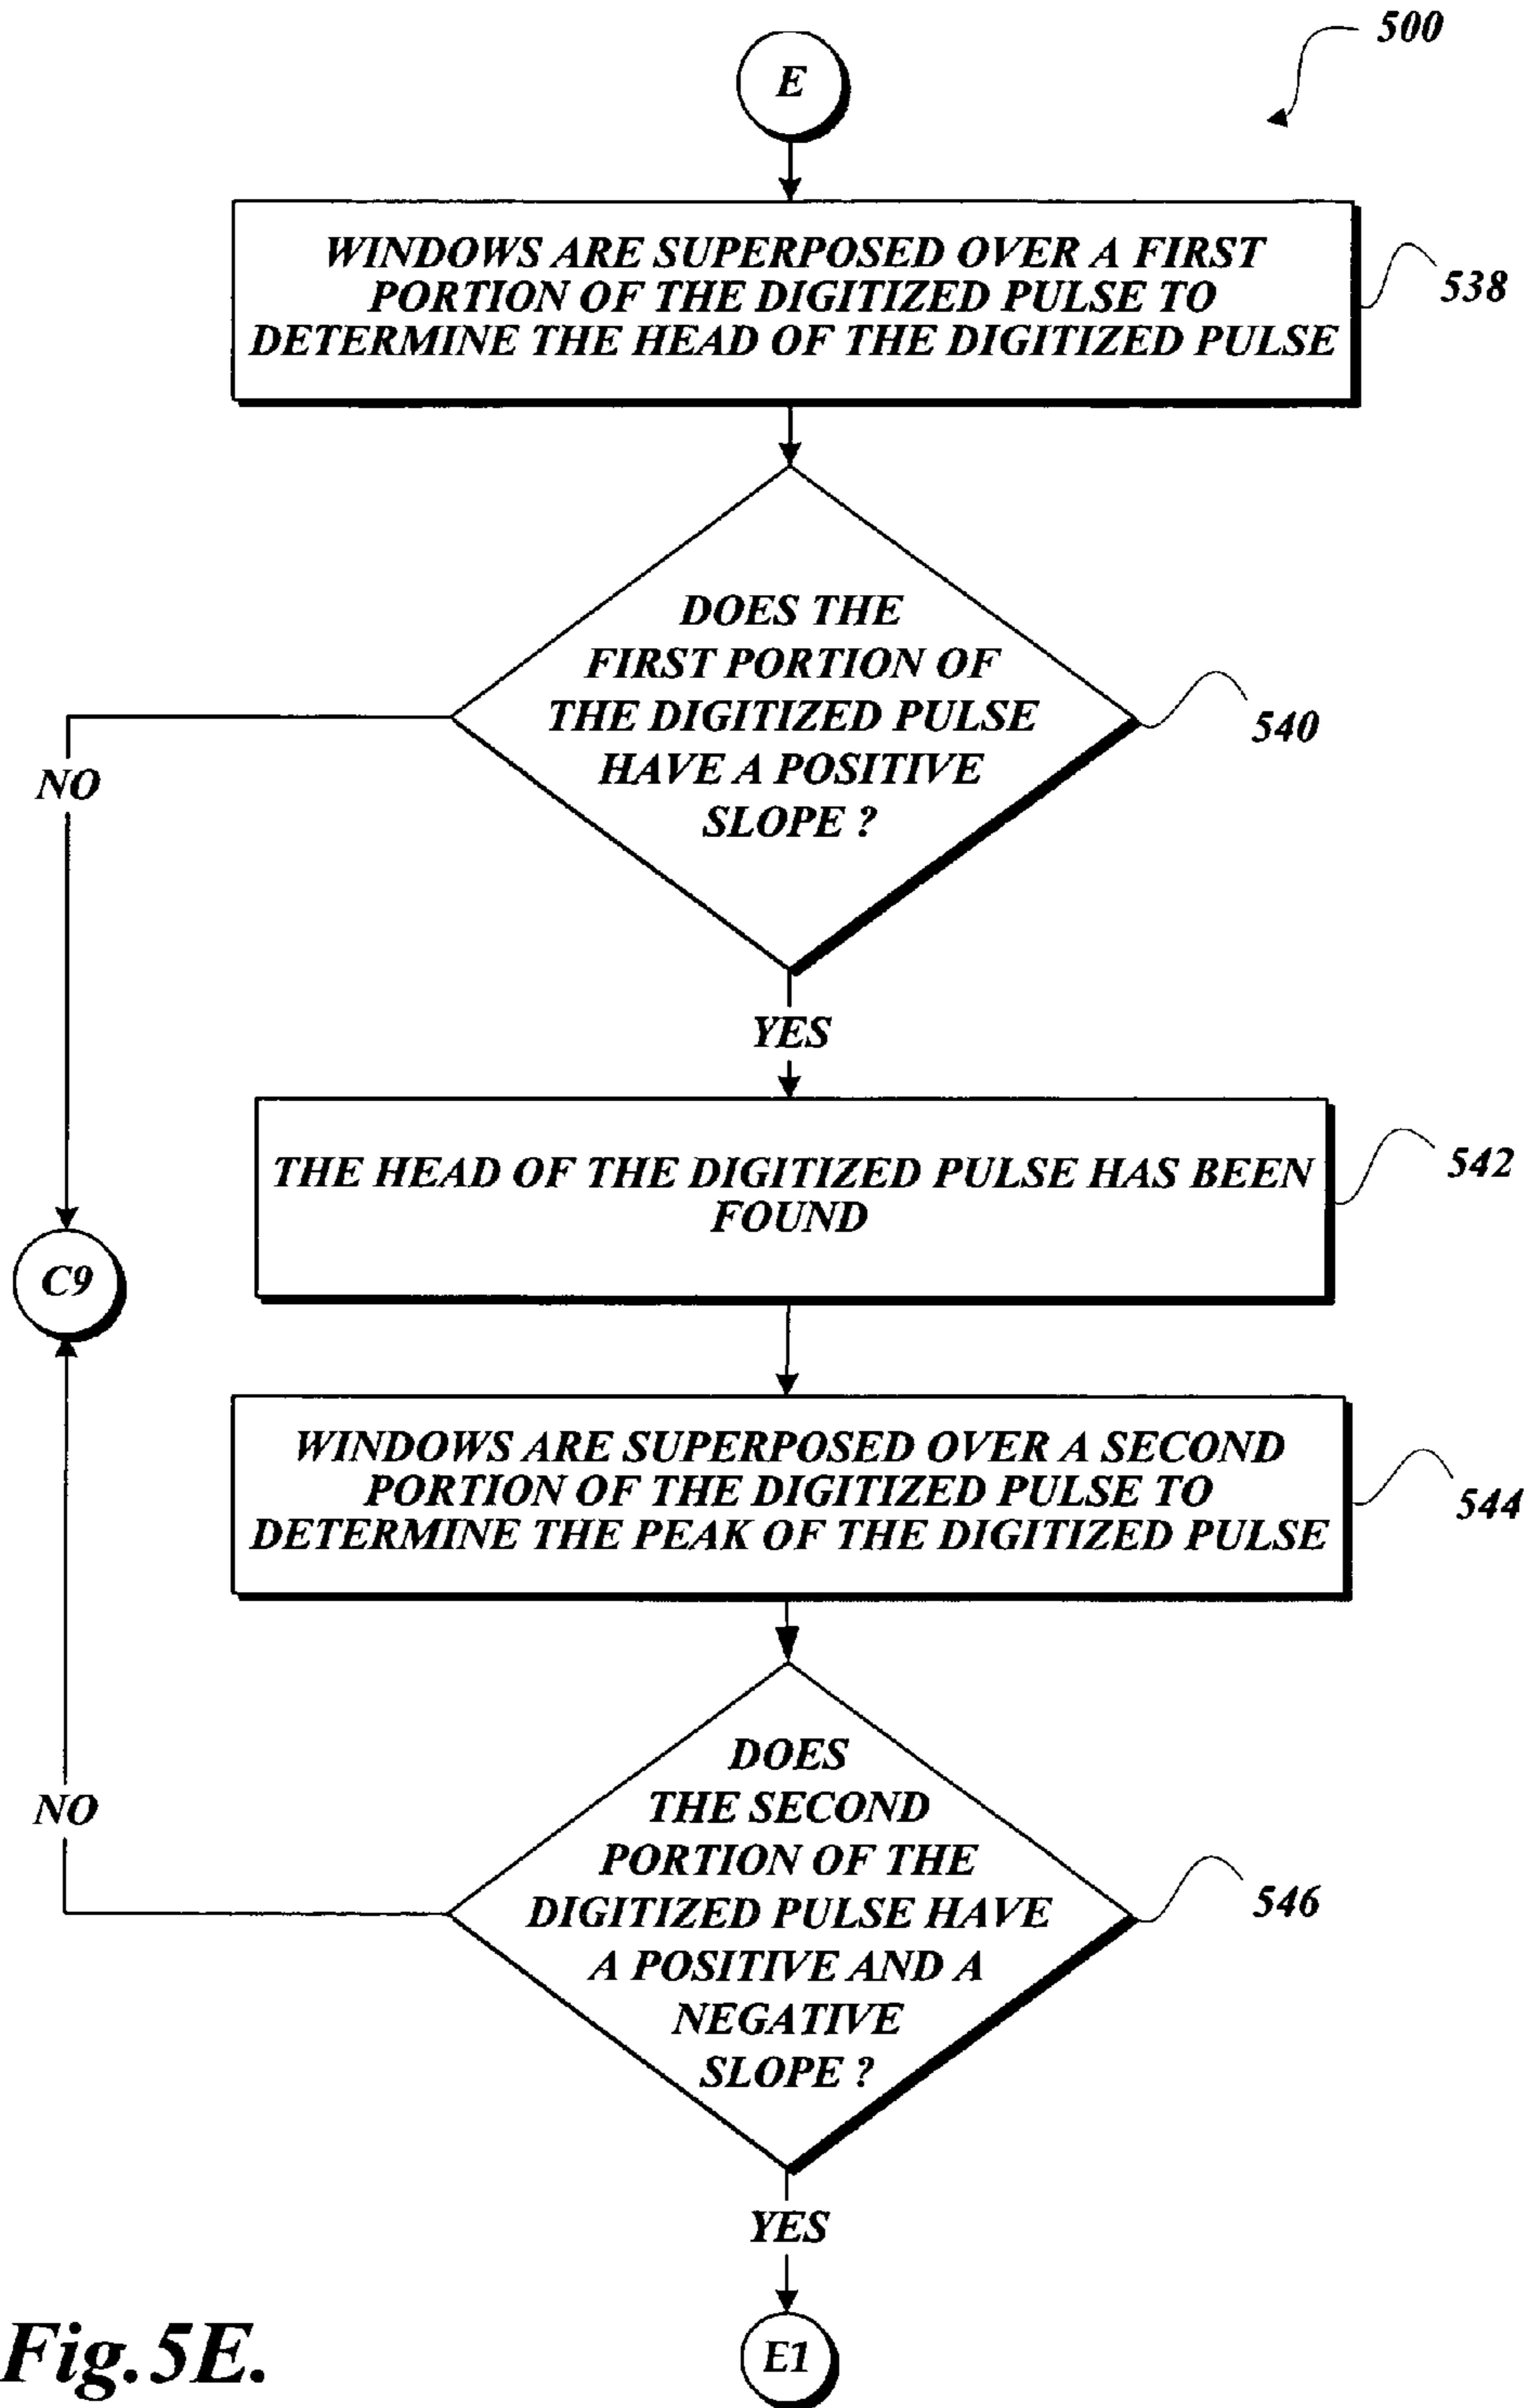 500
E
WINDOWS ARE SUPERPOSED OVER A FIRST
PORTION OF THE DIGITIZED PULSE TO
DETERMINE THE HEAD OF THE DIGITIZED PULSE
538
DOES THE
FIRST PORTION OF
THE DIGITIZED PULSE
HAVE A POSITIVE
SLOPE ?
540
NO
YES
THE HEAD OF THE DIGITIZED PULSE HAS BEEN
FOUND
542
C9
WINDOWS ARE SUPERPOSED OVER A SECOND
PORTION OF THE DIGITIZED PULSE TO
DETERMINE THE PEAK OF THE DIGITIZED PULSE
544
DOES
THE SECOND
PORTION OF THE
DIGITIZED PULSE HAVE
A POSITIVE AND A
NEGATIVE
SLOPE ?
546
NO
YES
E1
Fig.5E.